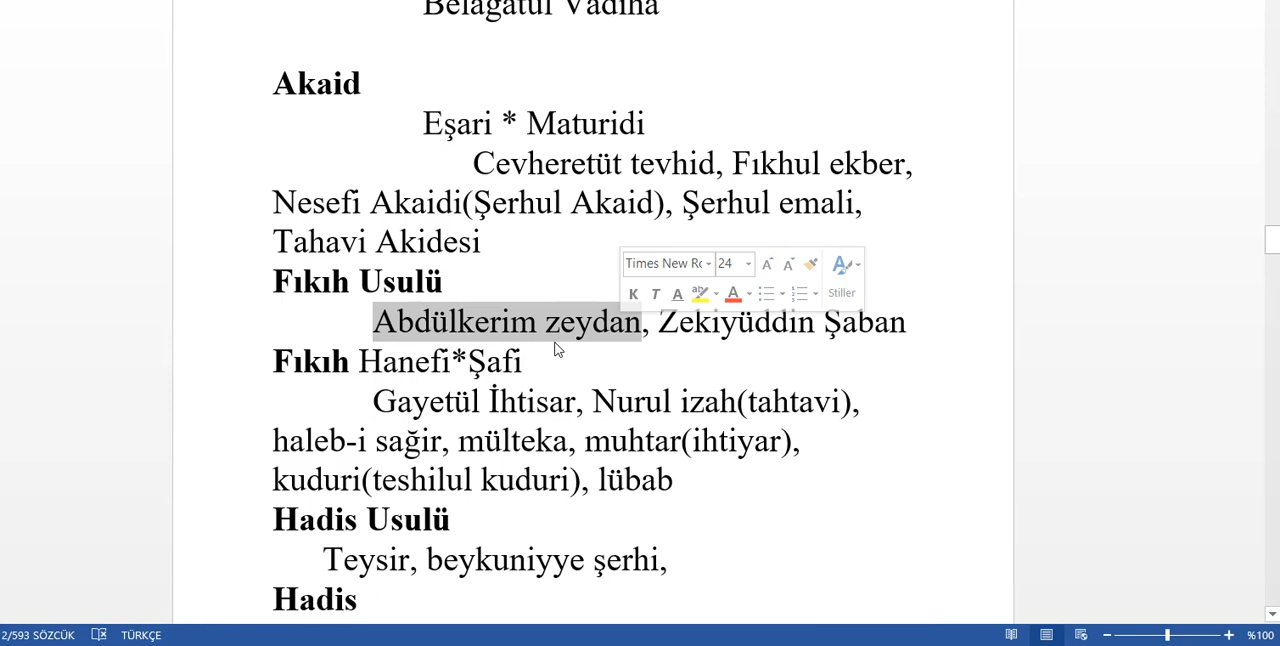 Belagatul Vadiha
Akaid
Eşari * Maturidi
Cevheretüt tevhid, Fıkhul ekber,
Nesefi Akaidi(Şerhul Akaid), Şerhul emali,
Tahavi Akidesi
Times New Ro 24 A A A
Fıkıh Usulü
K T A ab A Stiller
Abdülkerim zeydan, Zekiyüddin Şaban
Fıkıh Hanefi*Şafi
Gayetül İhtisar, Nurul izah(tahtavi),
haleb-i sağir, mülteka, muhtar(ihtiyar),
kuduri(teshilul kuduri), lübab
Hadis Usulü
Teysir, beykuniyye şerhi,
Hadis
2/593 SÖZCÜK TÜRKÇE %100